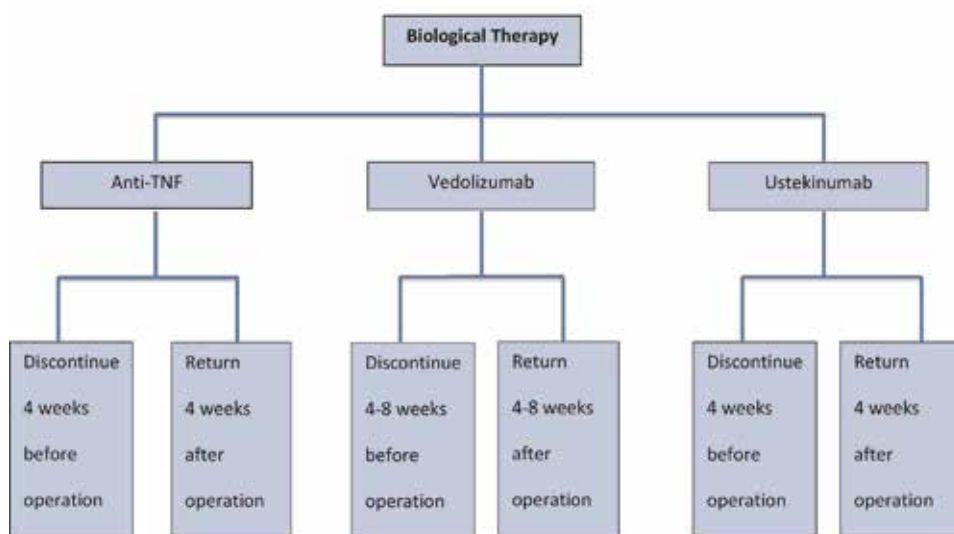 Biological Therapy
Anti-TNF
Vedolizumab
Ustekinumab
Discontinue
4 weeks
before
operation
Return
4 weeks
after
operation
Discontinue
4-8 weeks
before
operation
Return
4-8 weeks
after
operation
Discontinue
4 weeks
before
operation
Return
4 weeks
after
operation